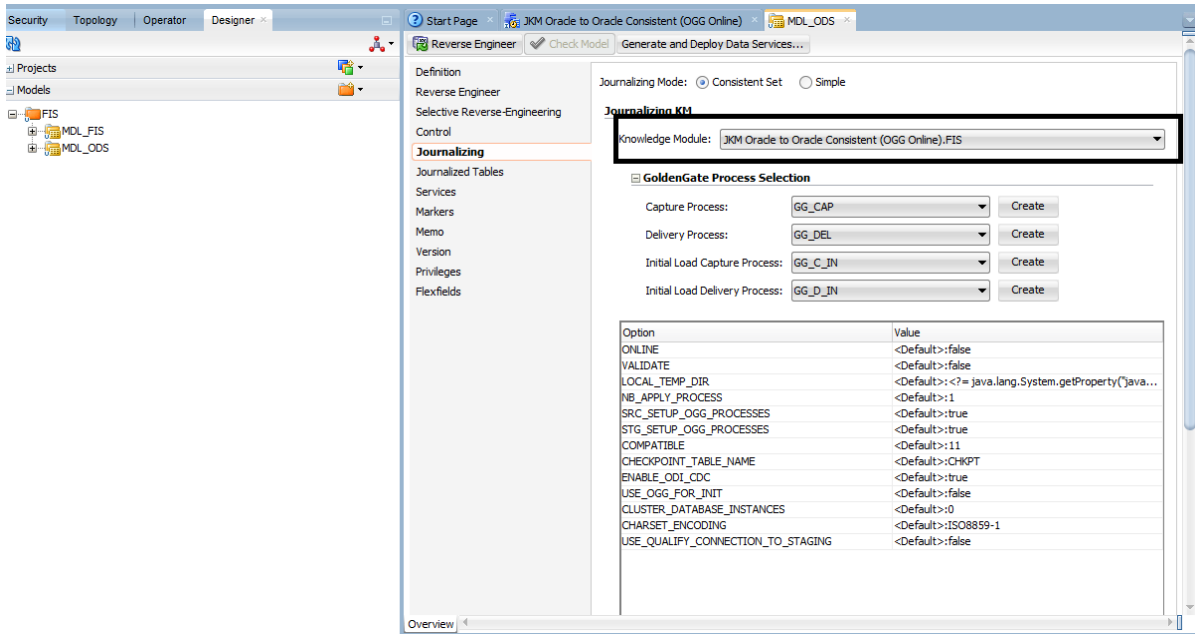 Security Topology Operator Designer
Projects
Models
FIS
MDL_FIS
MDL_ODS
Start Page JKM Oracle to Oracle Consistent (OGG Online) MDL_ODS
Reverse Engineer Check Model Generate and Deploy Data Services...
Definition
Reverse Engineer
Selective Reverse-Engineering
Control
Journalizing
Journalized Tables
Services
Markers
Memo
Version
Privileges
Flexfields
Journalizing Mode: Consistent Set Simple
Journalizing KM
Knowledge Module: JKM Oracle to Oracle Consistent (OGG Online).FIS
GoldenGate Process Selection
Capture Process: GG_CAP Create
Delivery Process: GG_DEL Create
Initial Load Capture Process: GG_C_IN Create
Initial Load Delivery Process: GG_D_IN Create
Option Value
ONLINE <Default>:false
VALIDATE <Default>:false
LOCAL_TEMP_DIR <Default>:<?= java.lang.System.getProperty("java...
NB_APPLY_PROCESS <Default>:1
SRC_SETUP_OGG_PROCESSES <Default>:true
STG_SETUP_OGG_PROCESSES <Default>:true
COMPATIBLE <Default>:11
CHECKPOINT_TABLE_NAME <Default>:CHKPT
ENABLE_ODI_CDC <Default>:true
USE_OGG_FOR_INIT <Default>:false
CLUSTER_DATABASE_INSTANCES <Default>:0
CHARSET_ENCODING <Default>:ISO8859-1
USE_QUALIFY_CONNECTION_TO_STAGING <Default>:false
Overview